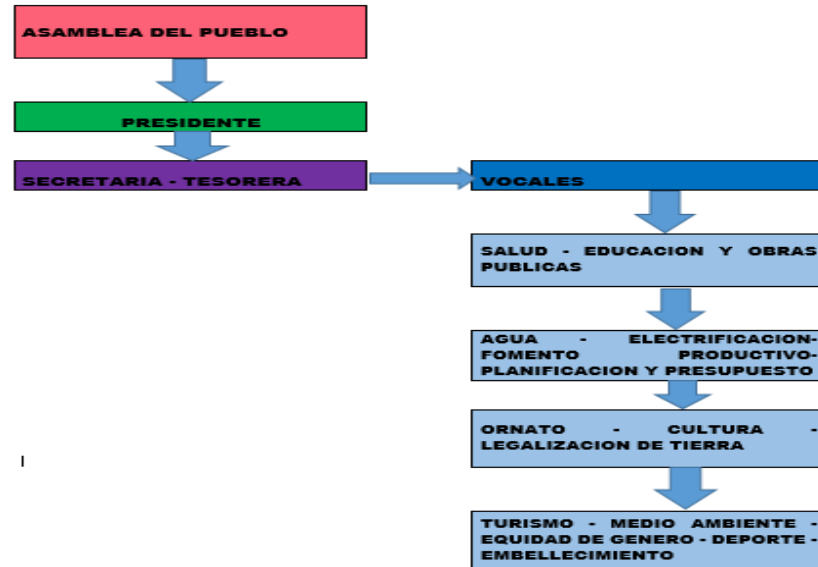 ASAMBLEA DEL PUEBLO
PRESIDENTE
SECRETARIA - TESORERA
VOCALES
SALUD - EDUCACION Y OBRAS
PUBLICAS
AGUA - ELECTRIFICACION-
FOMENTO PRODUCTIVO-
PLANIFICACION Y PRESUPUESTO
ORNATO - CULTURA -
LEGALIZACION DE TIERRA
TURISMO - MEDIO AMBIENTE -
EQUIDAD DE GENERO - DEPORTE -
EMBELLECIMIENTO